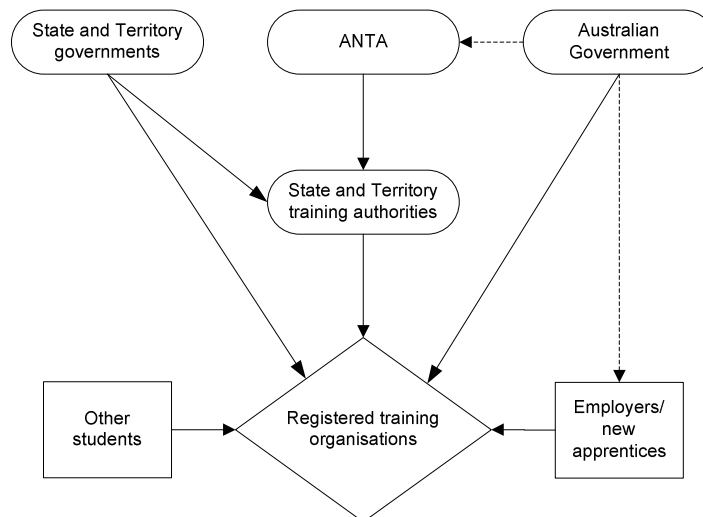 State and Territory
governments
ANTA
Australian
Government
State and Territory
training authorities
Other
students
Registered training
organisations
Employers/
new
apprentices